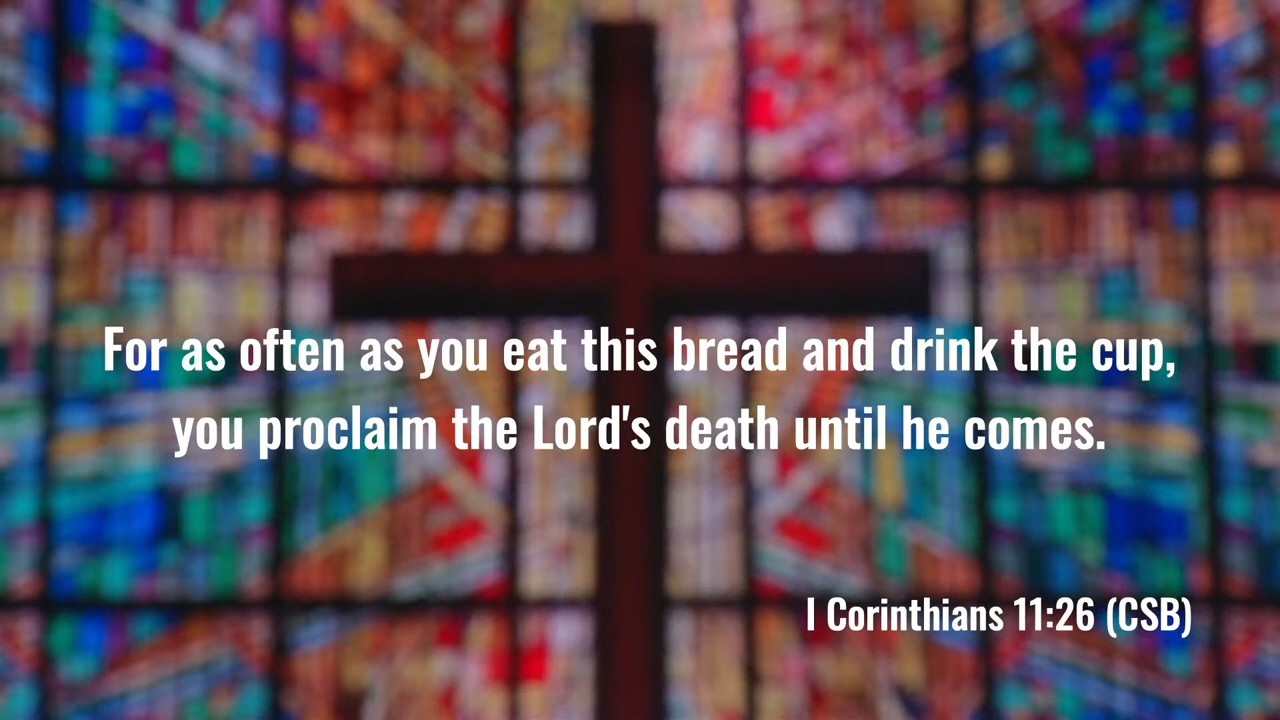 For as often as you eat this bread and drink the cup,
you proclaim the Lord's death until he comes.
I Corinthians 11:26 (CSB)